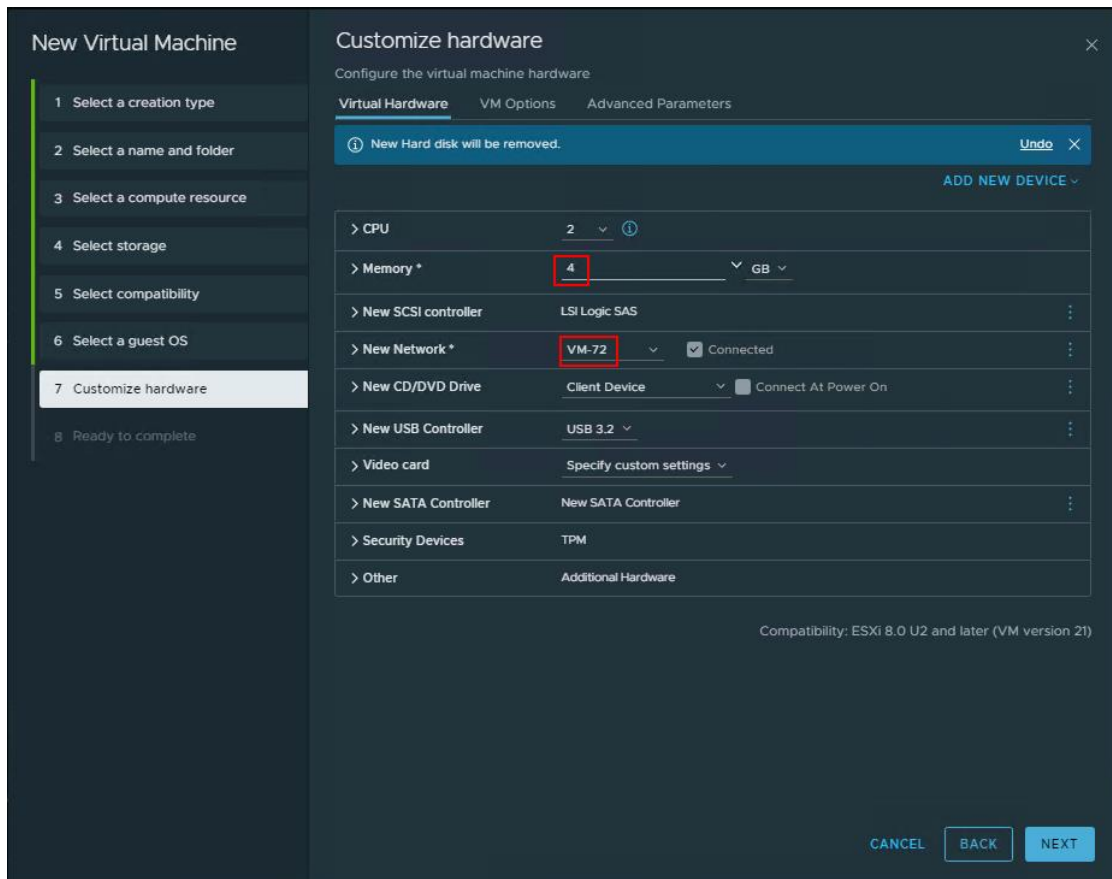 New Virtual Machine
1 Select a creation type
2 Select a name and folder
3 Select a compute resource
4 Select storage
5 Select compatibility
6 Select a guest OS
7 Customize hardware
8 Ready to complete
Customize hardware
Configure the virtual machine hardware
Virtual Hardware VM Options Advanced Parameters
New Hard disk will be removed. Undo
ADD NEW DEVICE
CPU 2
Memory * 4 GB
New SCSI controller LSI Logic SAS
New Network * VM-72 Connected
New CD/DVD Drive Client Device Connect At Power On
New USB Controller USB 3.2
Video card Specify custom settings
New SATA Controller New SATA Controller
Security Devices TPM
Other Additional Hardware
Compatibility: ESXi 8.0 U2 and later (VM version 21)
CANCEL BACK NEXT